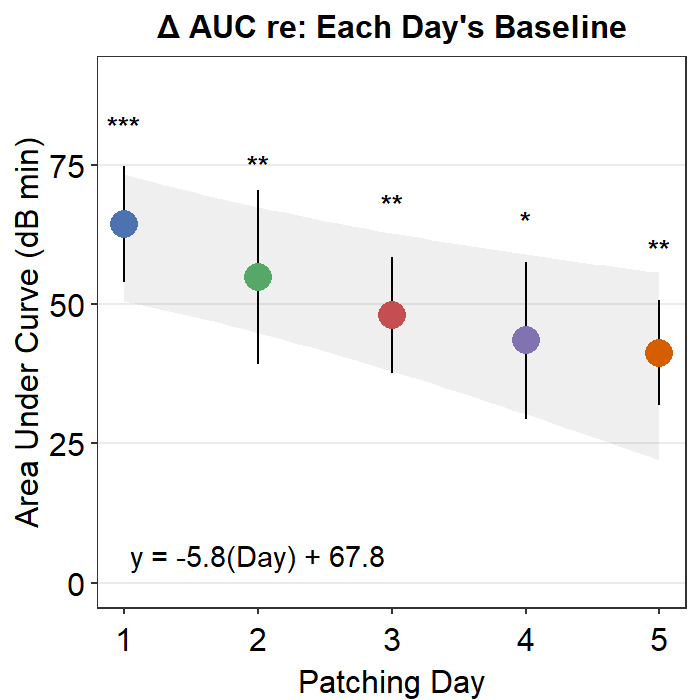 Δ AUC re: Each Day's Baseline
Area Under Curve (dB min)
75
50
25
0
***
**
**
*
**
y = -5.8(Day) + 67.8
1 2 3 4 5
Patching Day